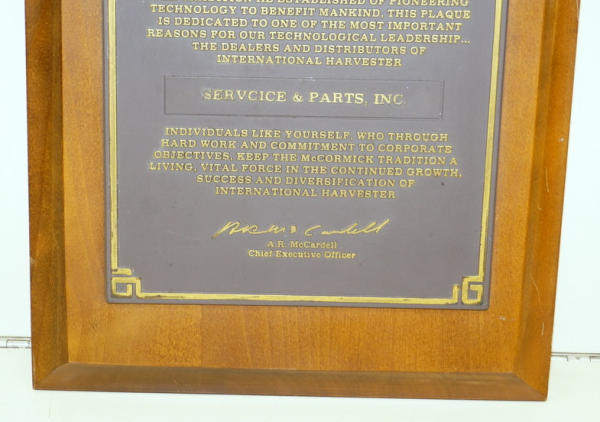 ESTABLISHED OF PIONEERING
TECHNOLOGY TO BENEFIT MANKIND, THIS PLAQUE
IS DEDICATED TO ONE OF THE MOST IMPORTANT
REASONS FOR OUR TECHNOLOGICAL LEADERSHIP...
THE DEALERS AND DISTRIBUTORS OF
INTERNATIONAL HARVESTER
SERVCICE & PARTS, INC
INDIVIDUALS LIKE YOURSELF, WHO THROUGH
HARD WORK AND COMMITMENT TO CORPORATE
OBJECTIVES, KEEP THE McCORMICK TRADITION A
LIVING, VITAL FORCE IN THE CONTINUED GROWTH,
SUCCESS AND DIVERSIFICATION OF
INTERNATIONAL HARVESTER
A.R. McCardell
Chief Executive Officer